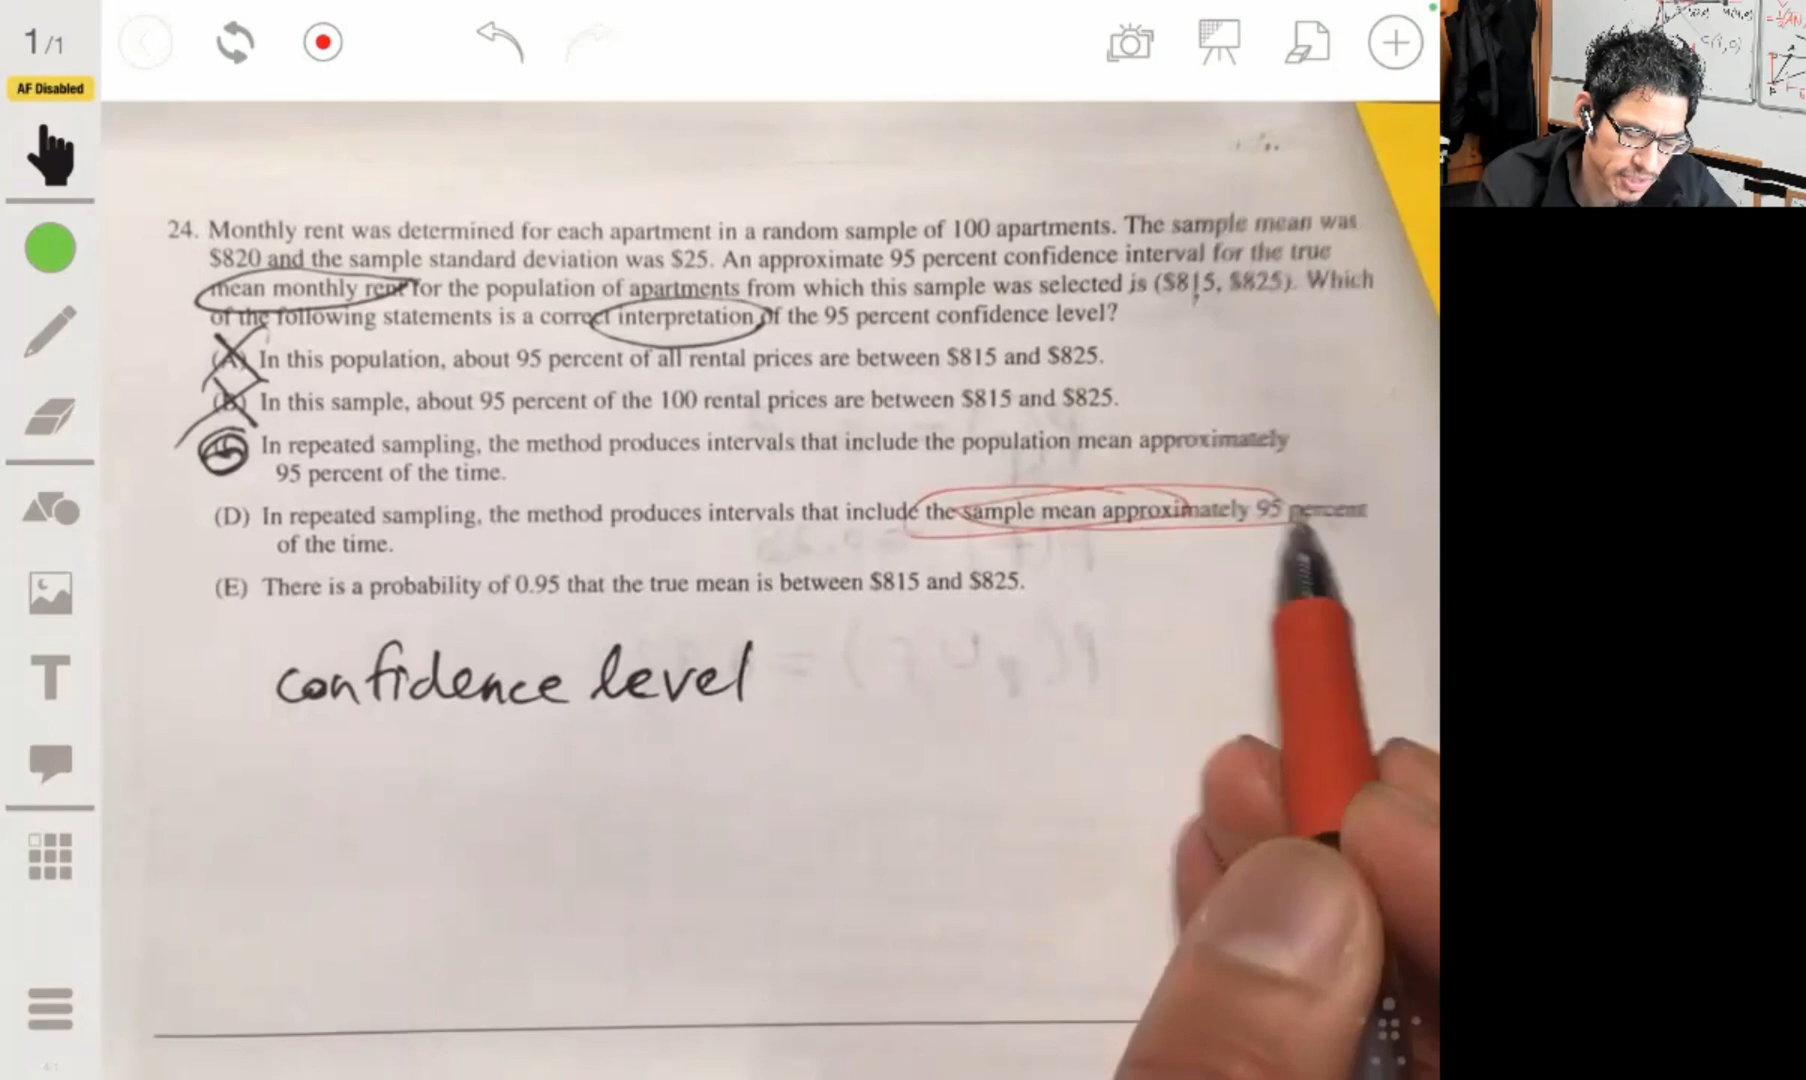 1/1
AF Disabled
24. Monthly rent was determined for each apartment in a random sample of 100 apartments. The sample mean was
$820 and the sample standard deviation was $25. An approximate 95 percent confidence interval for the true
mean monthly rent for the population of apartments from which this sample was selected is ($815, $825). Which
of the following statements is a correct interpretation of the 95 percent confidence level?
(A) In this population, about 95 percent of all rental prices are between $815 and $825.
(B) In this sample, about 95 percent of the 100 rental prices are between $815 and $825.
In repeated sampling, the method produces intervals that include the population mean approximately
95 percent of the time.
(D) In repeated sampling, the method produces intervals that include the sample mean approximately 95 percent
of the time.
(E) There is a probability of 0.95 that the true mean is between $815 and $825.
confidence level
T